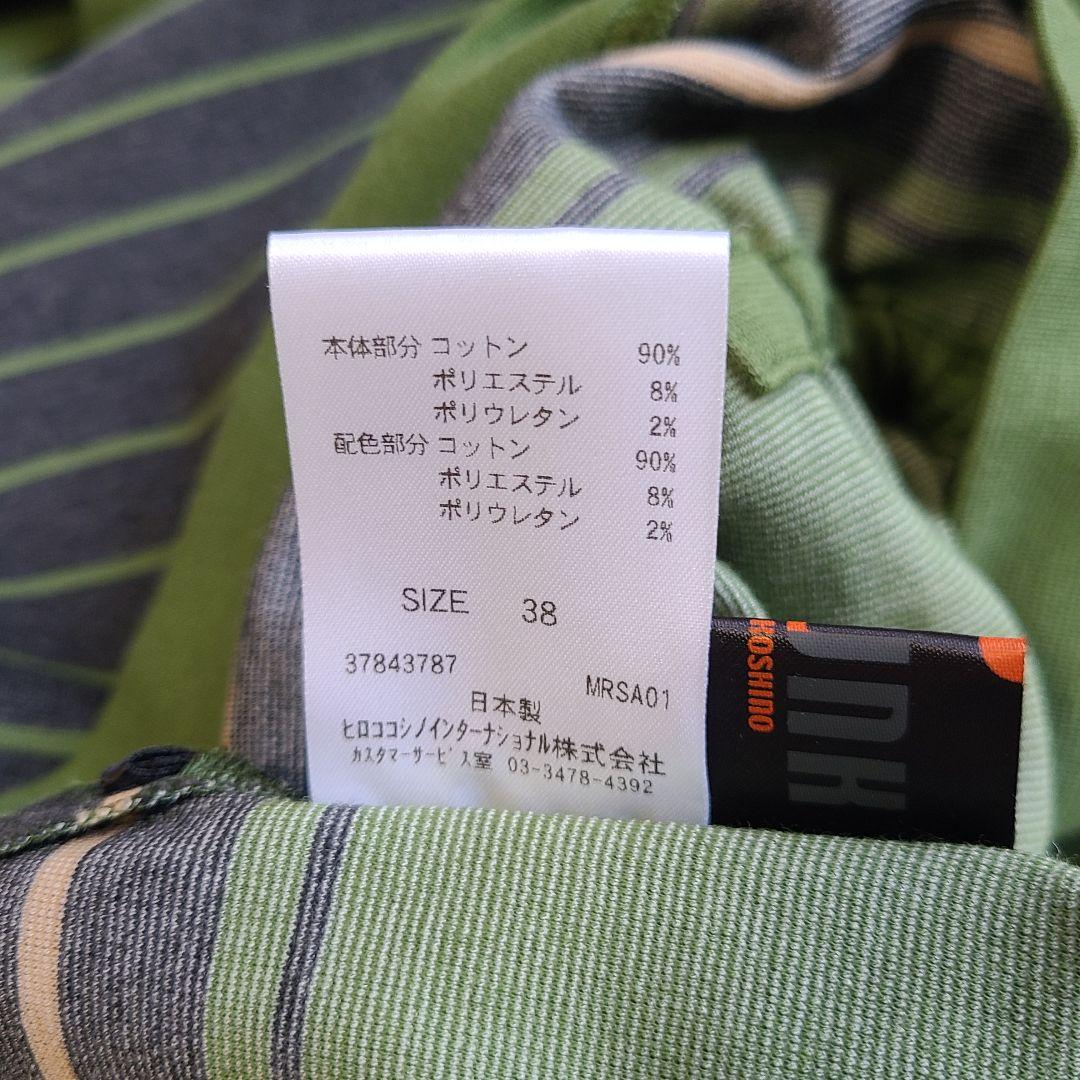 本体部分 コットン 90%
ポリエステル 8%
ポリウレタン 2%
配色部分 コットン 90%
ポリエステル 8%
ポリウレタン 2%
SIZE 38
37843787 MRSA01
日本製
ヒロココシノインターナショナル株式会社
カスタマーサービス室 03-3478-4392
KOSHINO